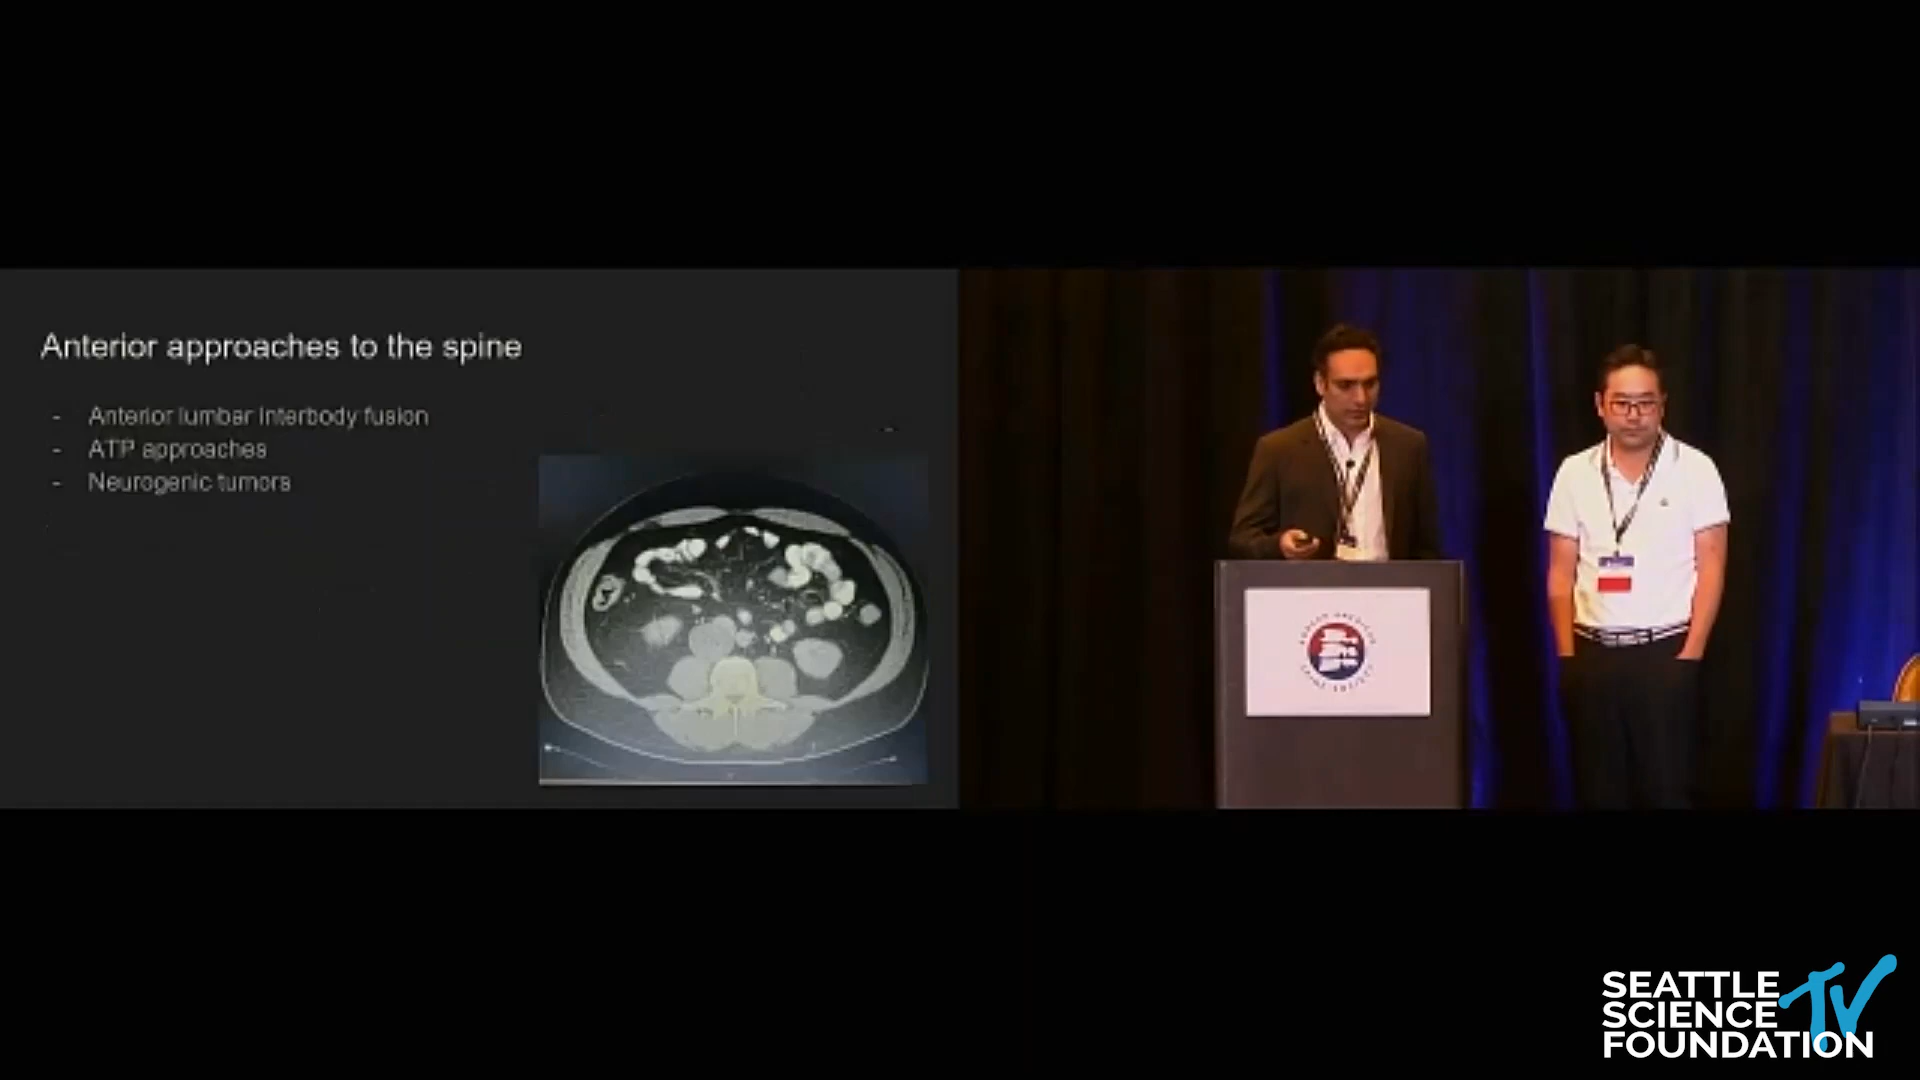 Anterior approaches to the spine
- Anterior lumbar interbody fusion
- ATP approaches
- Neurogenic tumors
SEATTLE
SCIENCE
FOUNDATION
TV